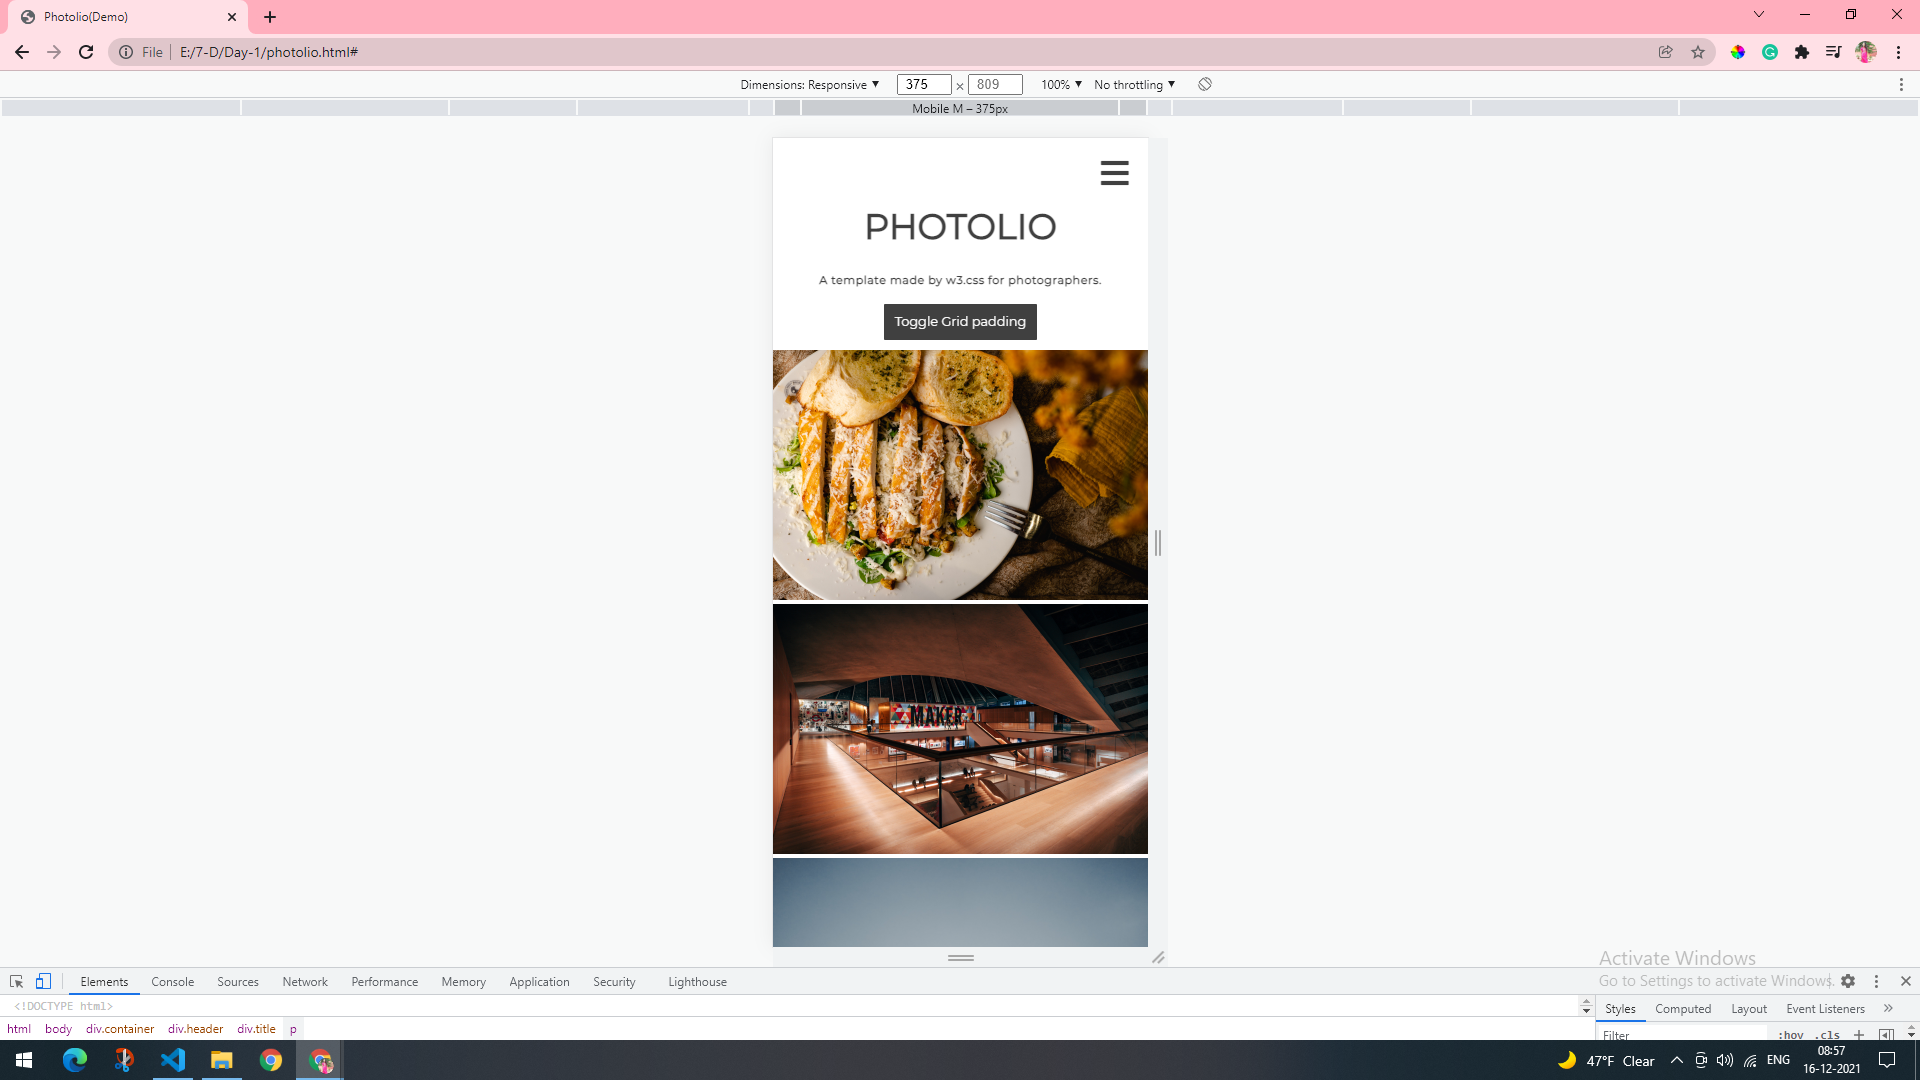 Photolio(Demo)
File E:/7-D/Day-1/photolio.html#
Dimensions: Responsive 375 × 809 100% No throttling
Mobile M – 375px
PHOTOLIO
A template made by w3.css for photographers.
Toggle Grid padding
MAKER
Activate Windows
Go to Settings to activate Windows.
Elements Console Sources Network Performance Memory Application Security Lighthouse
<!DOCTYPE html>
Styles Computed Layout Event Listeners »
html body div.container div.header div.title p
Filter :hov .cls +
47°F Clear ENG 08:57
16-12-2021